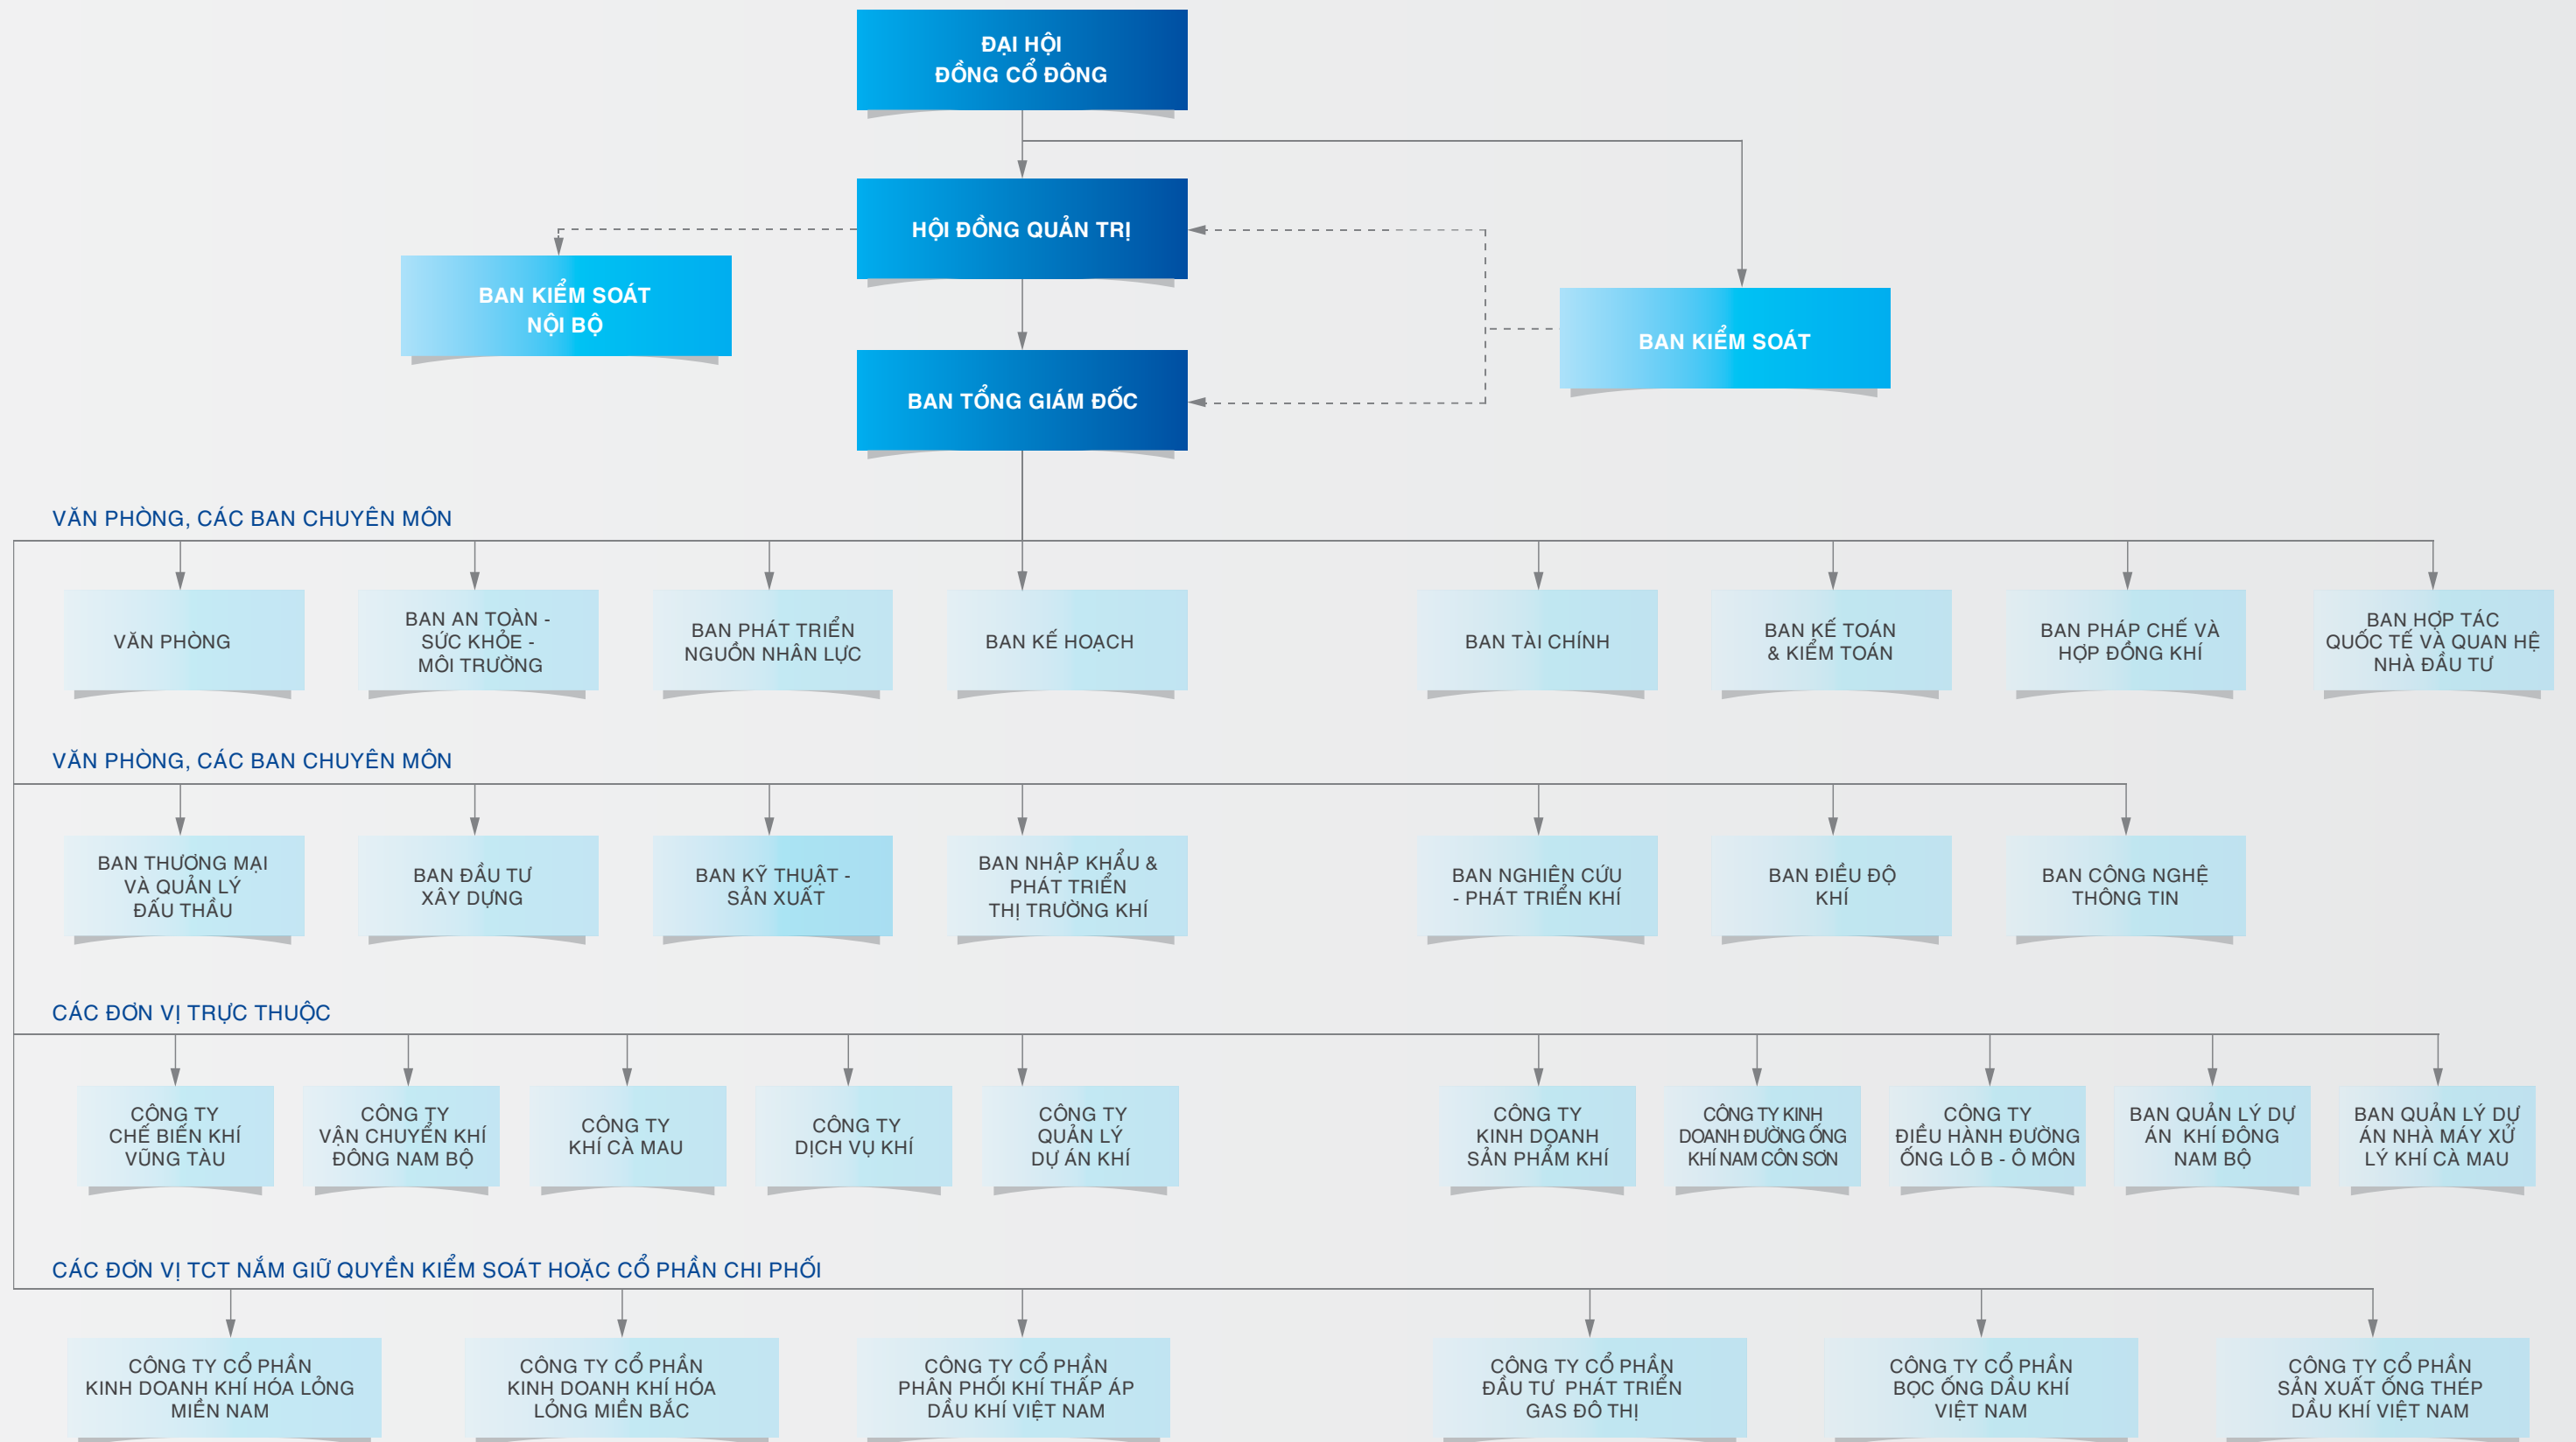 ĐẠI HỘI
ĐỒNG CỔ ĐÔNG
HỘI ĐỒNG QUẢN TRỊ
BAN KIỂM SOÁT
NỘI BỘ
BAN KIỂM SOÁT
BAN TỔNG GIÁM ĐỐC
VĂN PHÒNG, CÁC BAN CHUYÊN MÔN
VĂN PHÒNG
BAN AN TOÀN -
SỨC KHỎE -
MÔI TRƯỜNG
BAN PHÁT TRIỂN
NGUỒN NHÂN LỰC
BAN KẾ HOẠCH
BAN TÀI CHÍNH
BAN KẾ TOÁN
& KIỂM TOÁN
BAN PHÁP CHẾ VÀ
HỢP ĐỒNG KHÍ
BAN HỢP TÁC
QUỐC TẾ VÀ QUAN HỆ
NHÀ ĐẦU TƯ
VĂN PHÒNG, CÁC BAN CHUYÊN MÔN
BAN THƯƠNG MẠI
VÀ QUẢN LÝ
ĐẤU THẦU
BAN ĐẦU TƯ
XÂY DỰNG
BAN KỸ THUẬT -
SẢN XUẤT
BAN NHẬP KHẨU &
PHÁT TRIỂN
THỊ TRƯỜNG KHÍ
BAN NGHIÊN CỨU
- PHÁT TRIỂN KHÍ
BAN ĐIỀU ĐỘ
KHÍ
BAN CÔNG NGHỆ
THÔNG TIN
CÁC ĐƠN VỊ TRỰC THUỘC
CÔNG TY
CHẾ BIẾN KHÍ
VŨNG TÀU
CÔNG TY
VẬN CHUYỂN KHÍ
ĐÔNG NAM BỘ
CÔNG TY
KHÍ CÀ MAU
CÔNG TY
DỊCH VỤ KHÍ
CÔNG TY
QUẢN LÝ
DỰ ÁN KHÍ
CÔNG TY
KINH DOANH
SẢN PHẨM KHÍ
CÔNG TY KINH
DOANH ĐƯỜNG ỐNG
KHÍ NAM CÔN SƠN
CÔNG TY
ĐIỀU HÀNH ĐƯỜNG
ỐNG LÔ B - Ô MÔN
BAN QUẢN LÝ DỰ
ÁN KHÍ ĐÔNG
NAM BỘ
BAN QUẢN LÝ DỰ
ÁN NHÀ MÁY XỬ
LÝ KHÍ CÀ MAU
CÁC ĐƠN VỊ TCT NẮM GIỮ QUYỀN KIỂM SOÁT HOẶC CỔ PHẦN CHI PHỐI
CÔNG TY CỔ PHẦN
KINH DOANH KHÍ HÓA LỎNG
MIỀN NAM
CÔNG TY CỔ PHẦN
KINH DOANH KHÍ HÓA
LỎNG MIỀN BẮC
CÔNG TY CỔ PHẦN
PHÂN PHỐI KHÍ THẤP ÁP
DẦU KHÍ VIỆT NAM
CÔNG TY CỔ PHẦN
ĐẦU TƯ PHÁT TRIỂN
GAS ĐÔ THỊ
CÔNG TY CỔ PHẦN
BỌC ỐNG DẦU KHÍ
VIỆT NAM
CÔNG TY CỔ PHẦN
SẢN XUẤT ỐNG THÉP
DẦU KHÍ VIỆT NAM